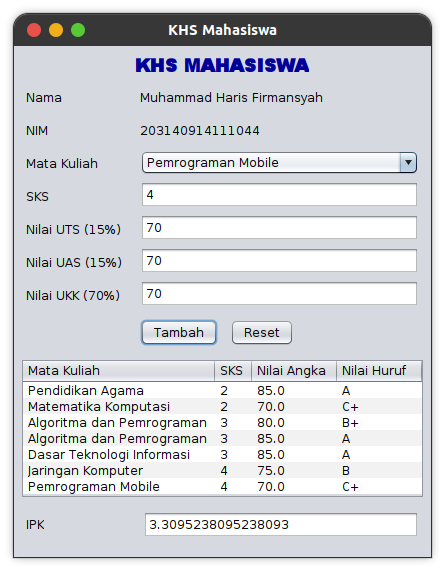 KHS Mahasiswa
KHS MAHASISWA
Nama Muhammad Haris Firmansyah
NIM 203140914111044
Mata Kuliah Pemrograman Mobile
SKS 4
Nilai UTS (15%) 70
Nilai UAS (15%) 70
Nilai UKK (70%) 70
Tambah Reset
Mata Kuliah SKS Nilai Angka Nilai Huruf
Pendidikan Agama 2 85.0 A
Matematika Komputasi 2 70.0 C+
Algoritma dan Pemrograman 3 80.0 B+
Algoritma dan Pemrograman 3 85.0 A
Dasar Teknologi Informasi 3 85.0 A
Jaringan Komputer 4 75.0 B
Pemrograman Mobile 4 70.0 C+
IPK 3.3095238095238093